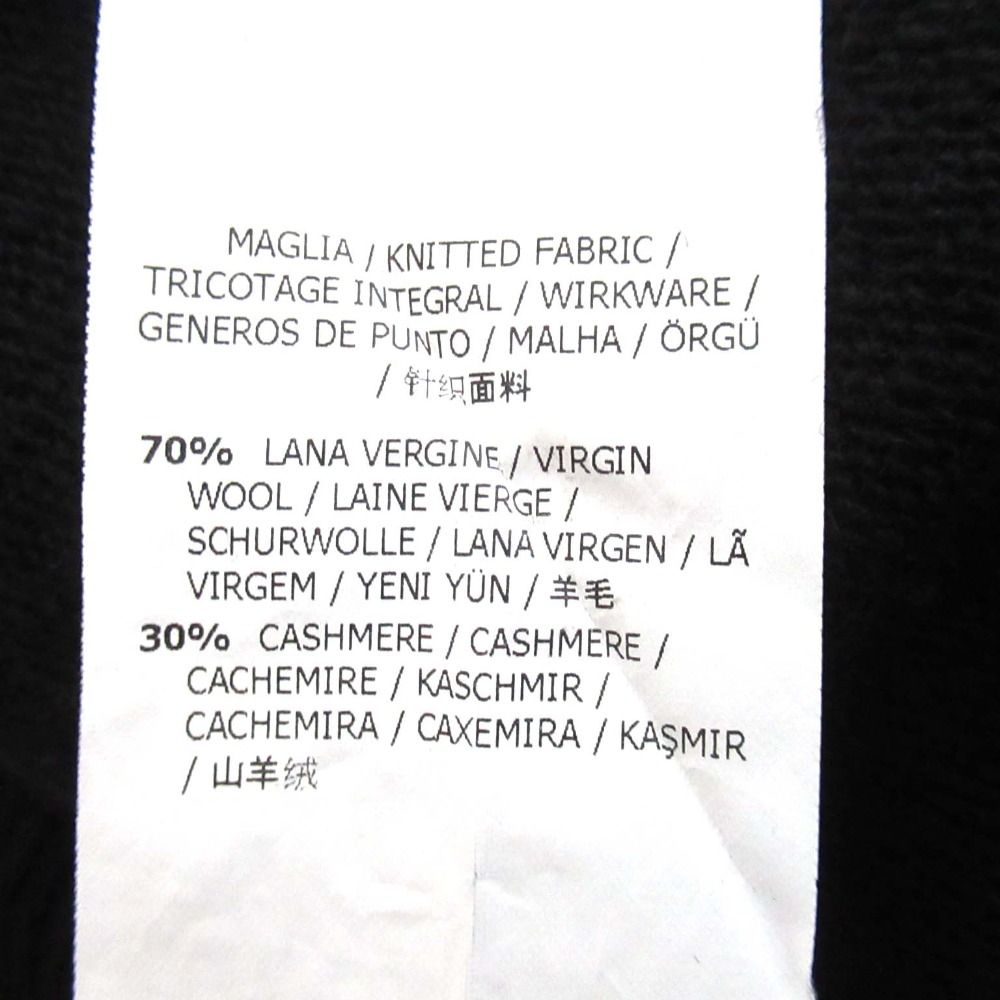 MAGLIA / KNITTED FABRIC /
TRICOTAGE INTEGRAL / WIRKWARE /
GENEROS DE PUNTO / MALHA / ÖRGÜ
/ 针织面料
70% LANA VERGINE / VIRGIN
WOOL / LAINE VIERGE /
SCHURWOLLE / LANA VIRGEN / LÃ
VIRGEM / YENI YÜN / 羊毛
30% CASHMERE / CASHMERE /
CACHEMIRE / KASCHMIR /
CACHEMIRA / CAXEMIRA / KAŞMIR
/ 山羊绒